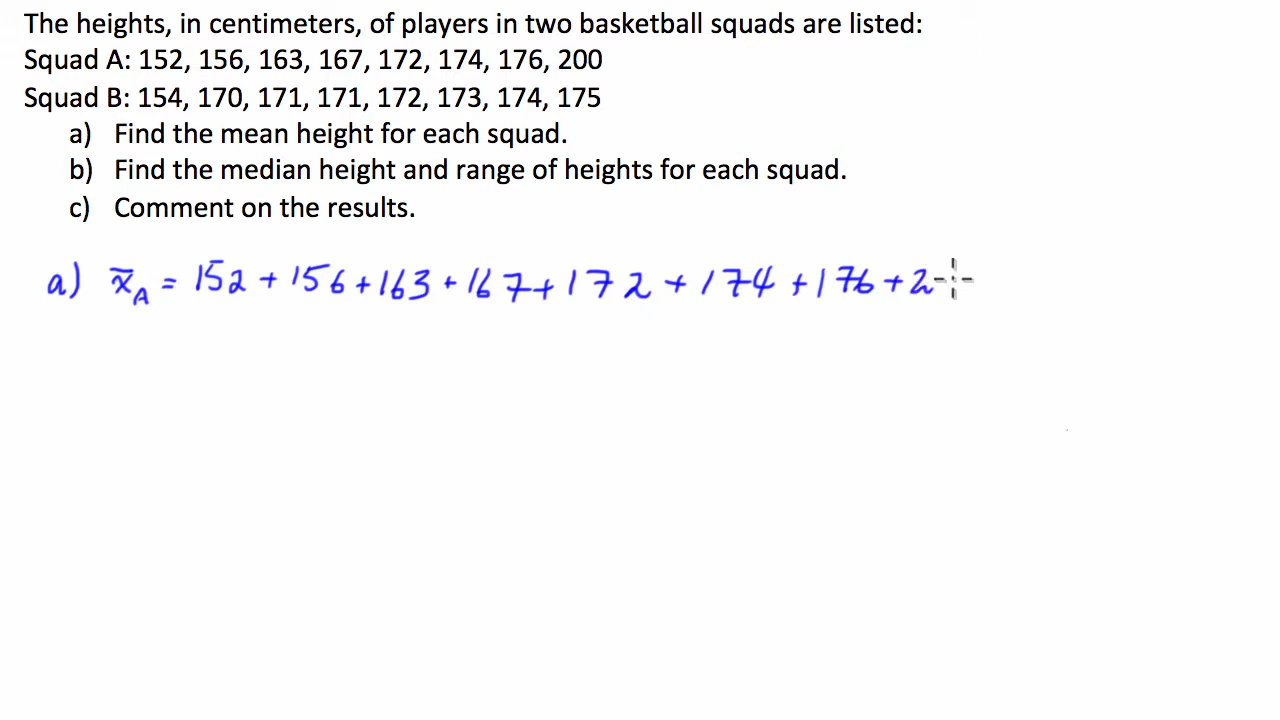 The heights, in centimeters, of players in two basketball squads are listed:
Squad A: 152, 156, 163, 167, 172, 174, 176, 200
Squad B: 154, 170, 171, 171, 172, 173, 174, 175
a) Find the mean height for each squad.
b) Find the median height and range of heights for each squad.
c) Comment on the results.
a) x̄A = 152 + 156 + 163 + 167 + 172 + 174 + 176 + 2